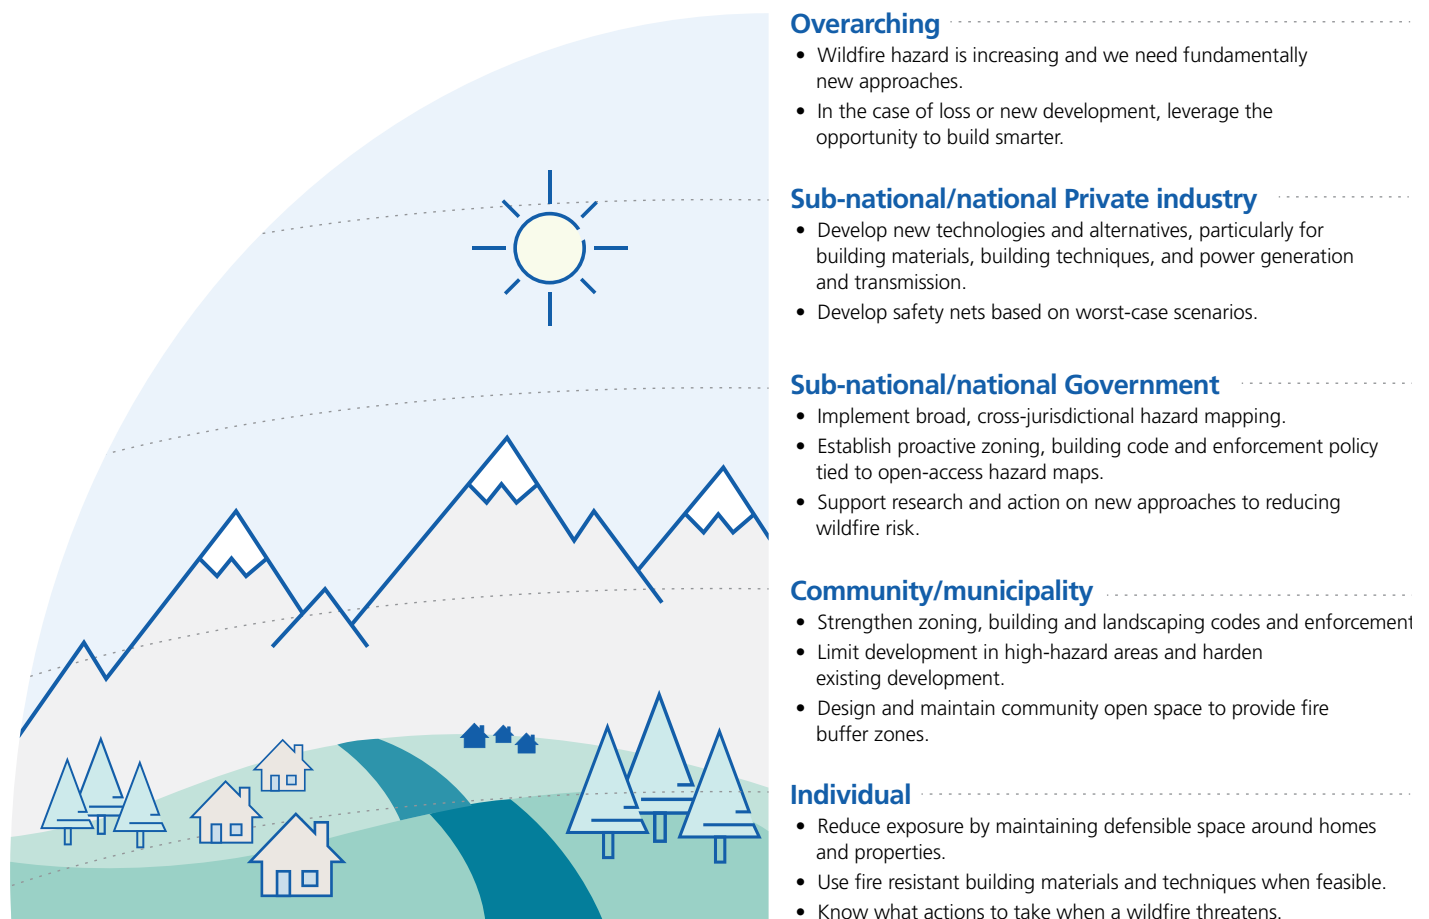 Overarching
• Wildfire hazard is increasing and we need fundamentally
new approaches.
• In the case of loss or new development, leverage the
opportunity to build smarter.
Sub-national/national Private industry
• Develop new technologies and alternatives, particularly for
building materials, building techniques, and power generation
and transmission.
• Develop safety nets based on worst-case scenarios.
Sub-national/national Government
• Implement broad, cross-jurisdictional hazard mapping.
• Establish proactive zoning, building code and enforcement policy
tied to open-access hazard maps.
• Support research and action on new approaches to reducing
wildfire risk.
Community/municipality
• Strengthen zoning, building and landscaping codes and enforcement
• Limit development in high-hazard areas and harden
existing development.
• Design and maintain community open space to provide fire
buffer zones.
Individual
• Reduce exposure by maintaining defensible space around homes
and properties.
• Use fire resistant building materials and techniques when feasible.
• Know what actions to take when a wildfire threatens.